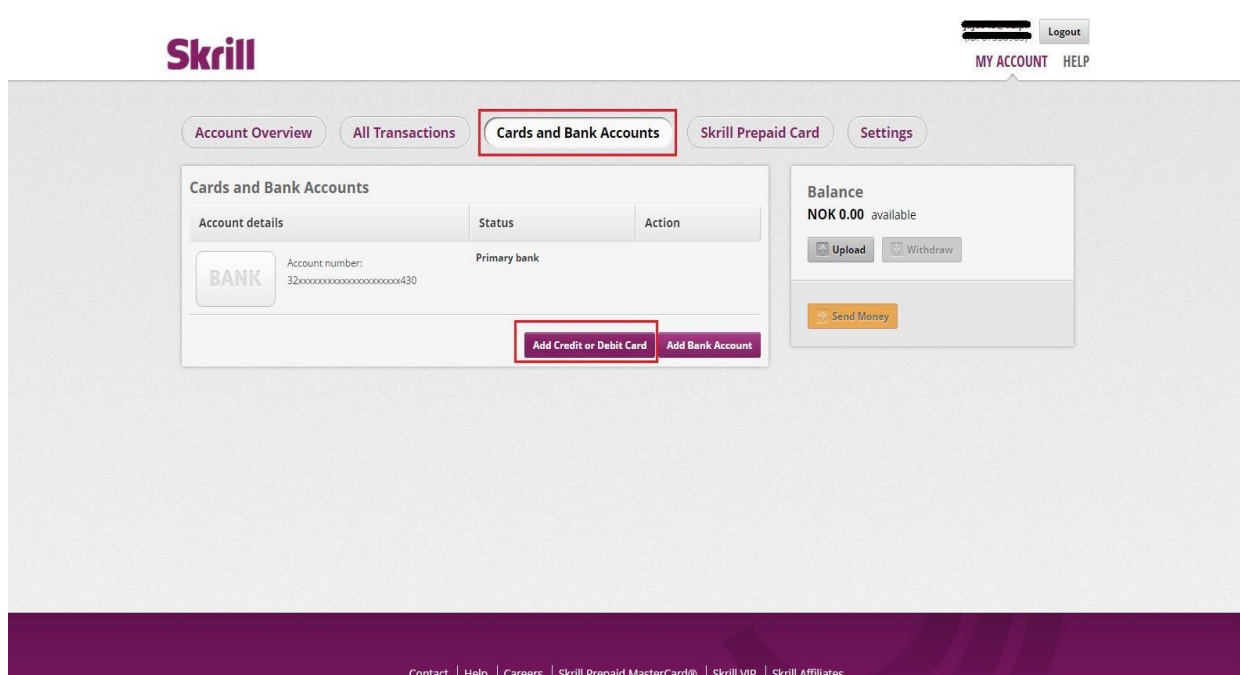 Skrill
Logout
MY ACCOUNT HELP
Account Overview All Transactions Cards and Bank Accounts Skrill Prepaid Card Settings
Cards and Bank Accounts
Account details Status Action
BANK
Account number:
32xxxxxxxxxxxxxxxxxxxxx430
Primary bank
Add Credit or Debit Card Add Bank Account
Balance
NOK 0.00 available
Upload Withdraw
Send Money
Contact | Help | Careers | Skrill Prepaid MasterCard® | Skrill VIP | Skrill Affiliates